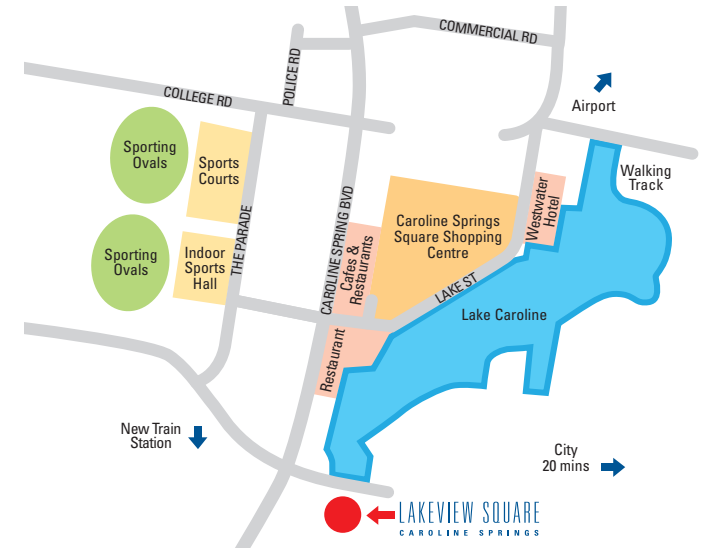 COMMERCIAL RD
POLICE RD
COLLEGE RD
Airport
Sporting
Ovals
Sports
Courts
Walking
Track
Westwater
Hotel
Caroline Springs
Square Shopping
Centre
CAROLINE SPRING BVD
Cafes &
Restaurants
THE PARADE
Sporting
Ovals
Indoor
Sports
Hall
LAKE ST
Lake Caroline
Restaurant
New Train
Station
City
20 mins
LAKEVIEW SQUARE
CAROLINE SPRINGS